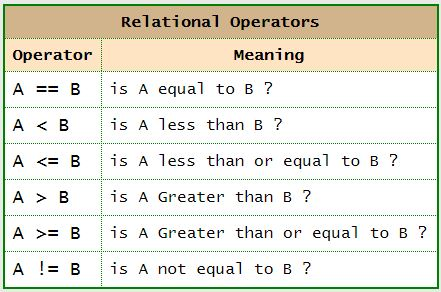 Relational Operators
Operator Meaning
A == B is A equal to B ?
A < B is A less than B ?
A <= B is A less than or equal to B ?
A > B is A Greater than B ?
A >= B is A Greater than or equal to B ?
A != B is A not equal to B ?